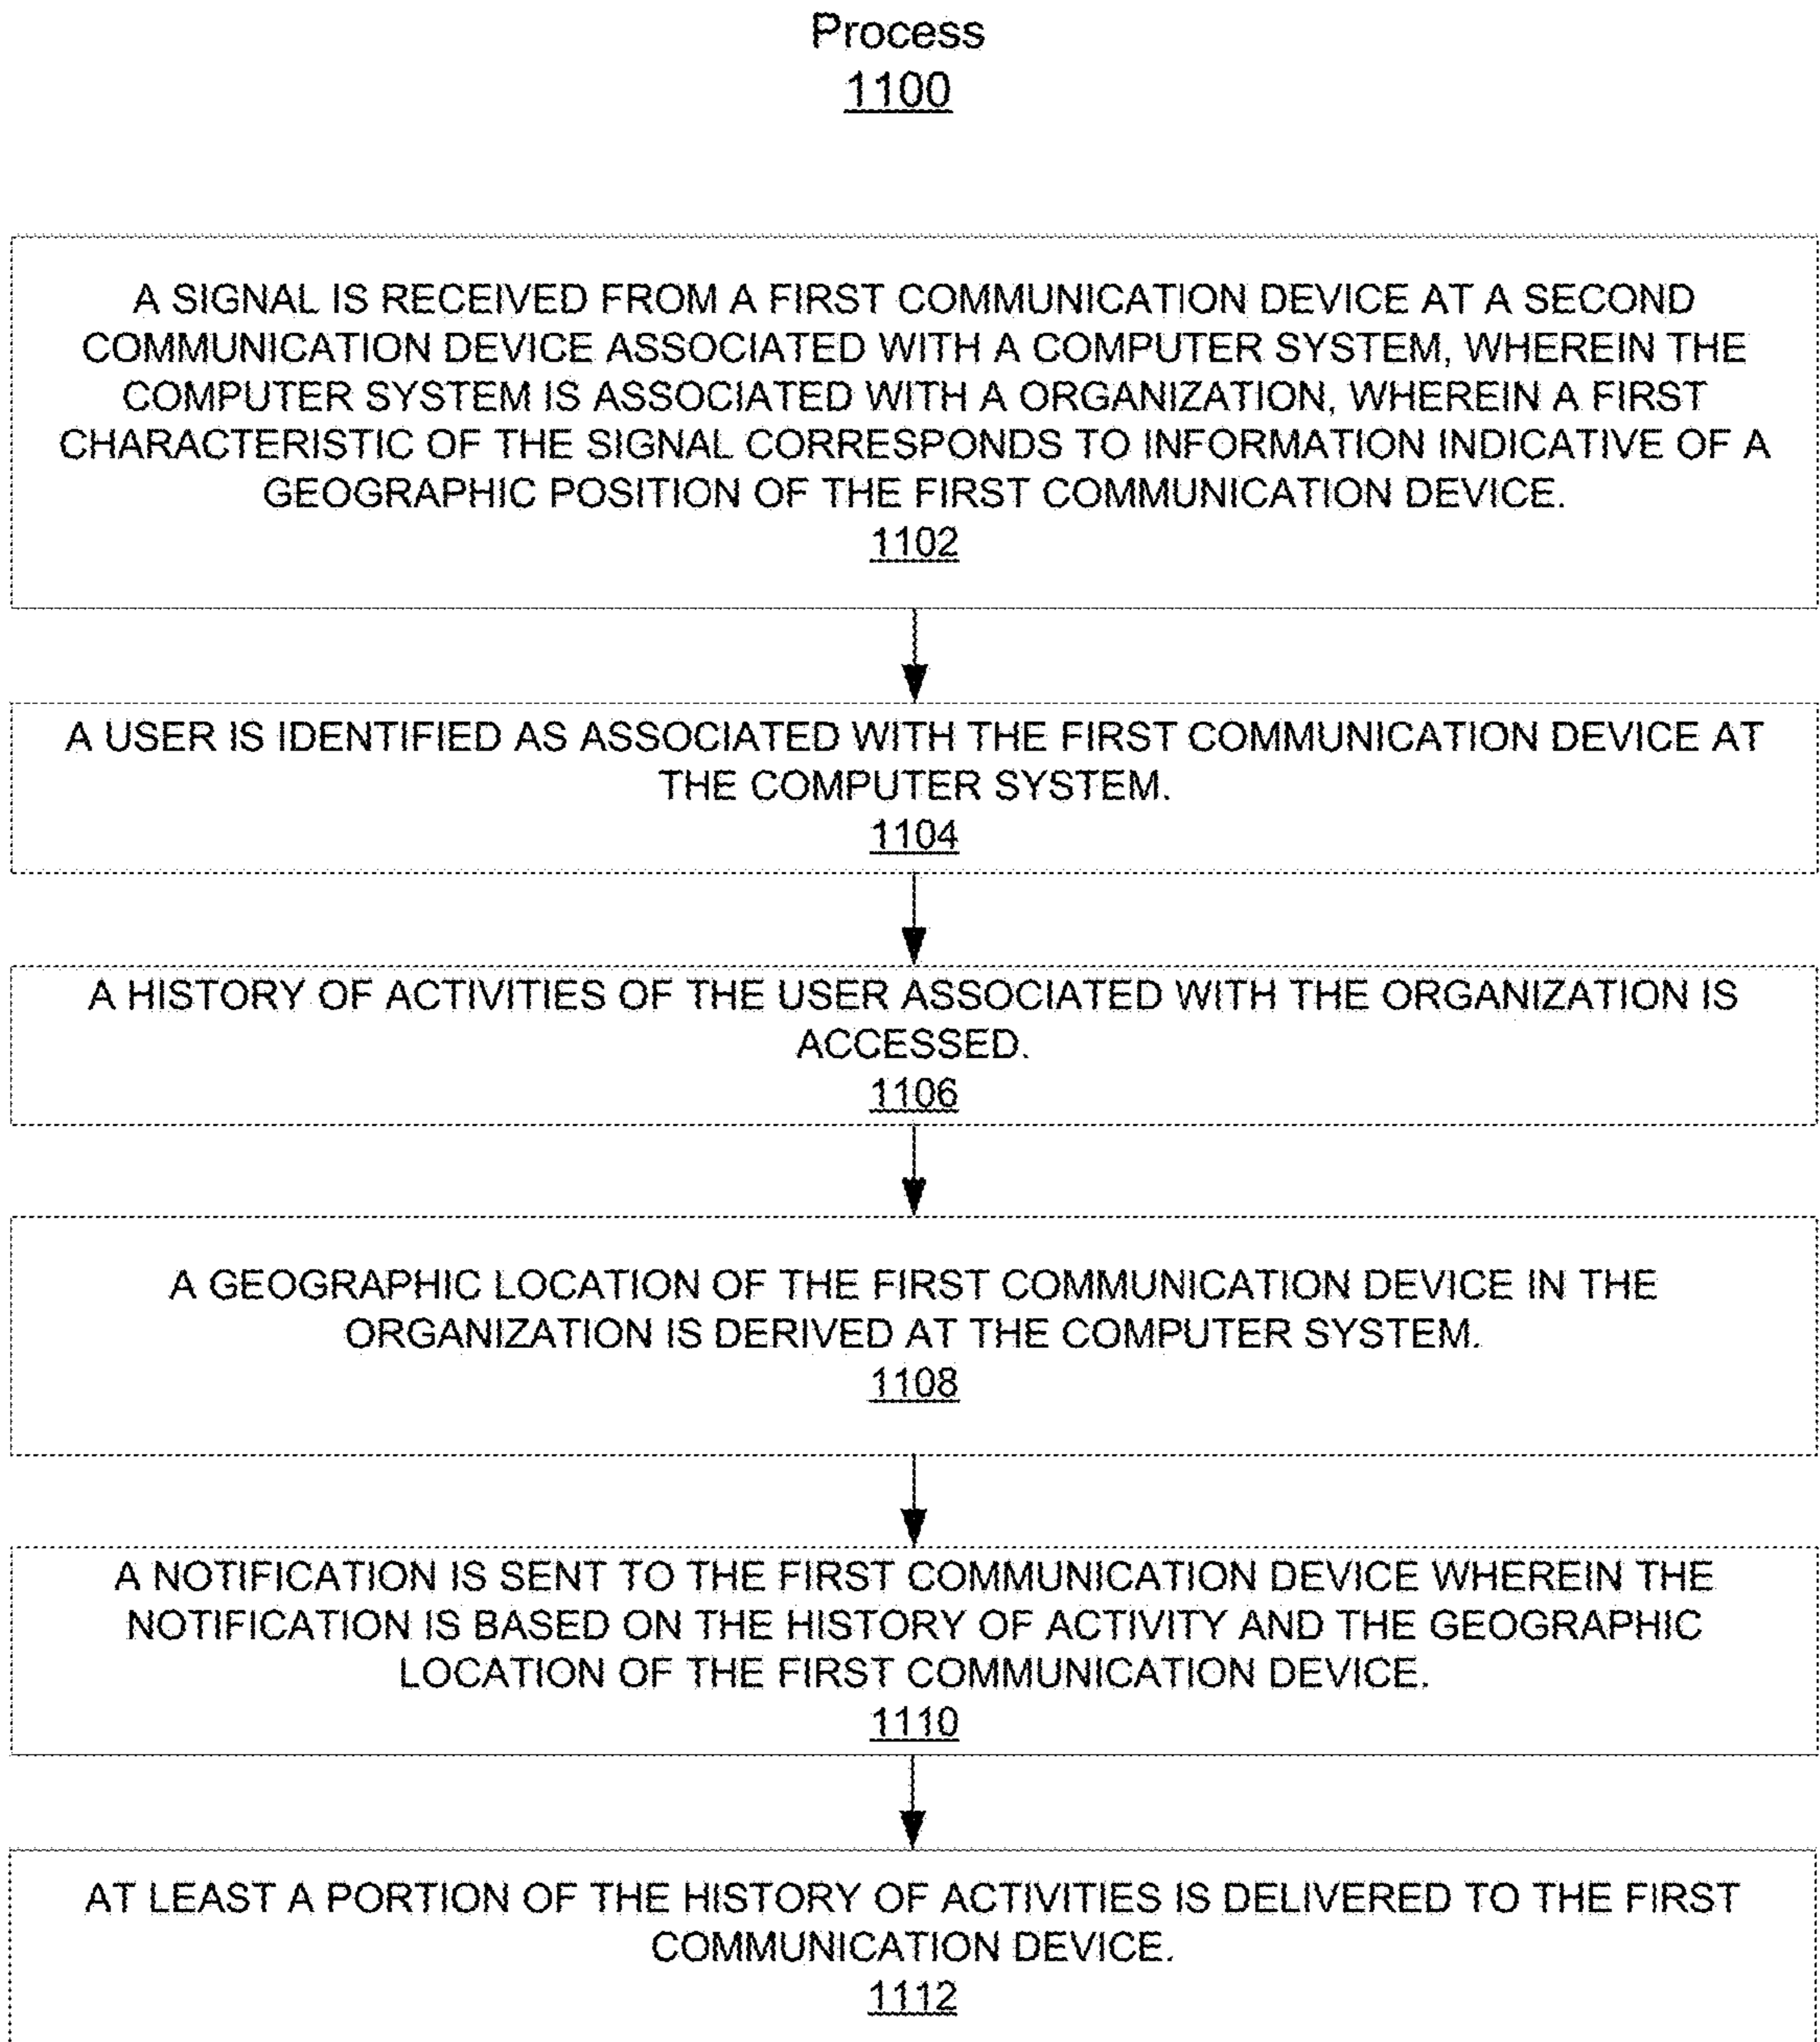 Process
1100
A SIGNAL IS RECEIVED FROM A FIRST COMMUNICATION DEVICE AT A SECOND
COMMUNICATION DEVICE ASSOCIATED WITH A COMPUTER SYSTEM, WHEREIN THE
COMPUTER SYSTEM IS ASSOCIATED WITH A ORGANIZATION, WHEREIN A FIRST
CHARACTERISTIC OF THE SIGNAL CORRESPONDS TO INFORMATION INDICATIVE OF A
GEOGRAPHIC POSITION OF THE FIRST COMMUNICATION DEVICE.
1102
A USER IS IDENTIFIED AS ASSOCIATED WITH THE FIRST COMMUNICATION DEVICE AT
THE COMPUTER SYSTEM.
1104
A HISTORY OF ACTIVITIES OF THE USER ASSOCIATED WITH THE ORGANIZATION IS
ACCESSED.
1106
A GEOGRAPHIC LOCATION OF THE FIRST COMMUNICATION DEVICE IN THE
ORGANIZATION IS DERIVED AT THE COMPUTER SYSTEM.
1108
A NOTIFICATION IS SENT TO THE FIRST COMMUNICATION DEVICE WHEREIN THE
NOTIFICATION IS BASED ON THE HISTORY OF ACTIVITY AND THE GEOGRAPHIC
LOCATION OF THE FIRST COMMUNICATION DEVICE.
1110
AT LEAST A PORTION OF THE HISTORY OF ACTIVITIES IS DELIVERED TO THE FIRST
COMMUNICATION DEVICE.
1112